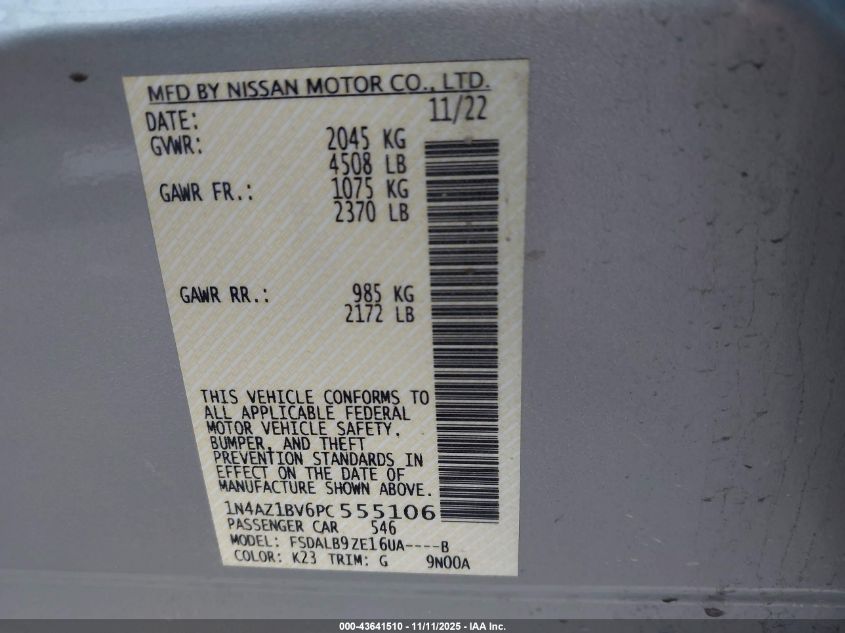 MFD BY NISSAN MOTOR CO., LTD.
DATE: 11/22
GVWR: 2045 KG
4508 LB
GAWR FR.: 1075 KG
2370 LB
GAWR RR.: 985 KG
2172 LB
THIS VEHICLE CONFORMS TO
ALL APPLICABLE FEDERAL
MOTOR VEHICLE SAFETY,
BUMPER, AND THEFT
PREVENTION STANDARDS IN
EFFECT ON THE DATE OF
MANUFACTURE SHOWN ABOVE.
1N4AZ1BV6PC555106
PASSENGER CAR 546
MODEL: FSDALB9ZE16UA----B
COLOR: K23 TRIM: G 9N00A
000-43641510 - 11/11/2025 - IAA Inc.